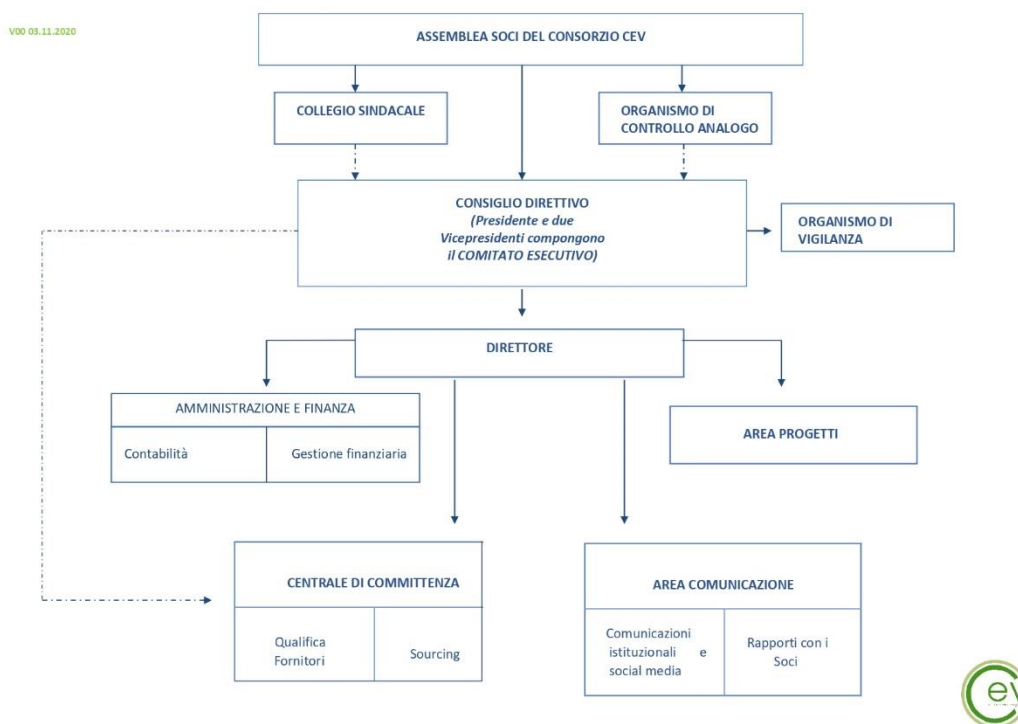 V00 03.11.2020
ASSEMBLEA SOCI DEL CONSORZIO CEV
COLLEGIO SINDACALE
ORGANISMO DI
CONTROLLO ANALOGO
CONSIGLIO DIRETTIVO
(Presidente e due
Vicepresidenti compongono
il COMITATO ESECUTIVO)
ORGANISMO DI
VIGILANZA
DIRETTORE
AMMINISTRAZIONE E FINANZA
Contabilità
Gestione finanziaria
AREA PROGETTI
CENTRALE DI COMMITTENZA
Qualifica
Fornitori
Sourcing
AREA COMUNICAZIONE
Comunicazioni
istituzionali e
social media
Rapporti con i
Soci